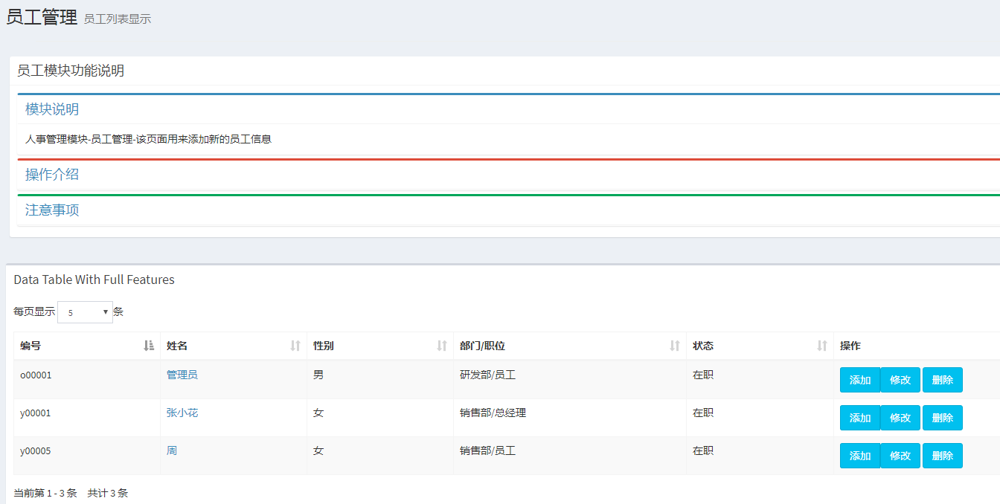 员工管理 员工列表显示
员工模块功能说明
模块说明
人事管理模块-员工管理-该页面用来添加新的员工信息
操作介绍
注意事项
Data Table With Full Features
每页显示 5 条
编号 姓名 性别 部门/职位 状态 操作
o00001 管理员 男 研发部/员工 在职 添加 修改 删除
y00001 张小花 女 销售部/总经理 在职 添加 修改 删除
y00005 周 女 销售部/员工 在职 添加 修改 删除
当前第 1 - 3 条 共计 3 条